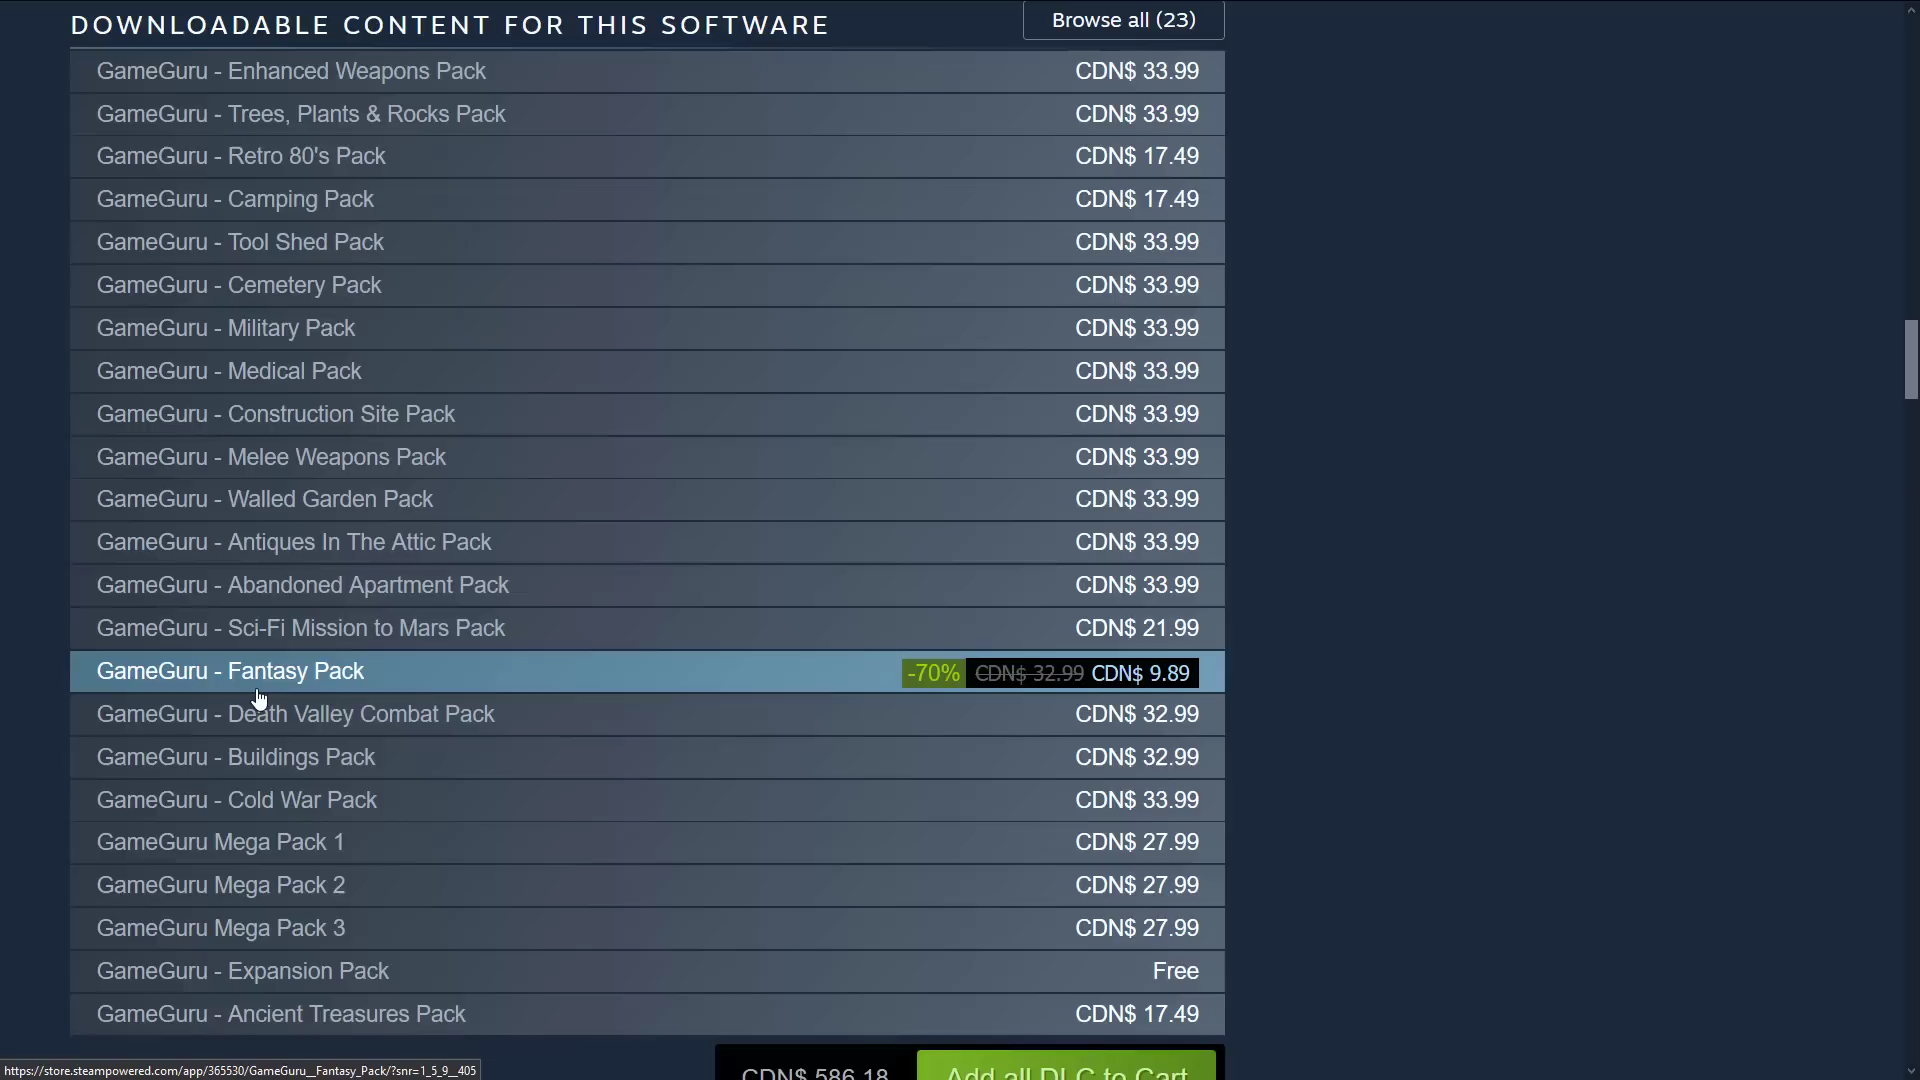 DOWNLOADABLE CONTENT FOR THIS SOFTWARE Browse all (23)
GameGuru - Enhanced Weapons Pack CDN$ 33.99
GameGuru - Trees, Plants & Rocks Pack CDN$ 33.99
GameGuru - Retro 80's Pack CDN$ 17.49
GameGuru - Camping Pack CDN$ 17.49
GameGuru - Tool Shed Pack CDN$ 33.99
GameGuru - Cemetery Pack CDN$ 33.99
GameGuru - Military Pack CDN$ 33.99
GameGuru - Medical Pack CDN$ 33.99
GameGuru - Construction Site Pack CDN$ 33.99
GameGuru - Melee Weapons Pack CDN$ 33.99
GameGuru - Walled Garden Pack CDN$ 33.99
GameGuru - Antiques In The Attic Pack CDN$ 33.99
GameGuru - Abandoned Apartment Pack CDN$ 33.99
GameGuru - Sci-Fi Mission to Mars Pack CDN$ 21.99
GameGuru - Fantasy Pack -70% CDN$ 32.99 CDN$ 9.89
GameGuru - Death Valley Combat Pack CDN$ 32.99
GameGuru - Buildings Pack CDN$ 32.99
GameGuru - Cold War Pack CDN$ 33.99
GameGuru Mega Pack 1 CDN$ 27.99
GameGuru Mega Pack 2 CDN$ 27.99
GameGuru Mega Pack 3 CDN$ 27.99
GameGuru - Expansion Pack Free
GameGuru - Ancient Treasures Pack CDN$ 17.49
CDN$ 586.18 Add all DLC to Cart
https://store.steampowered.com/app/365530/GameGuru__Fantasy_Pack/?snr=1_5_9__405